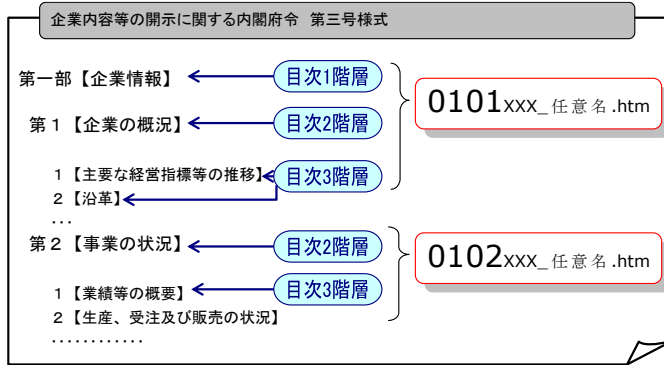 企業内容等の開示に関する内閣府令 第三号様式
第一部【企業情報】
目次1階層
第1【企業の概況】
目次2階層
0101XXX_任意名.htm
1【主要な経営指標等の推移】
目次3階層
2【沿革】
...
第2【事業の状況】
目次2階層
0102XXX_任意名.htm
1【業績等の概要】
目次3階層
2【生産、受注及び販売の状況】
............